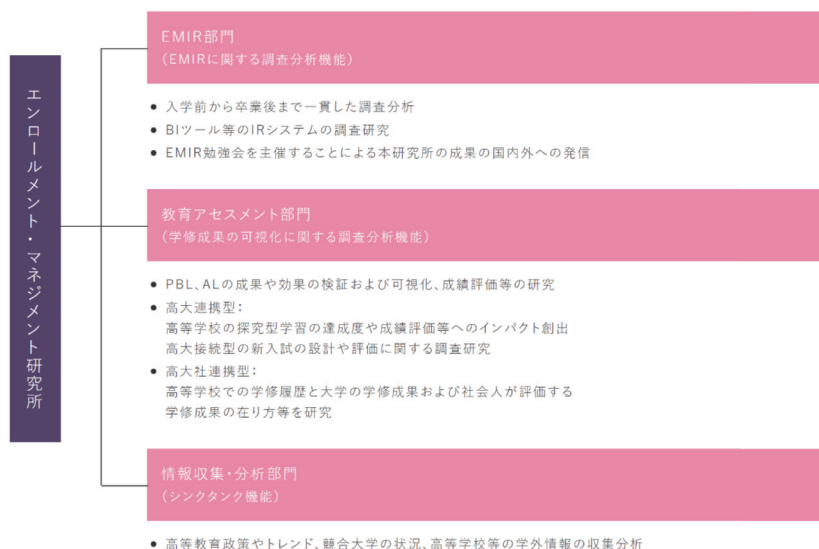 エンロールメント・マネジメント研究所
EMIR部門
（EMIRに関する調査分析機能）
● 入学前から卒業後まで一貫した調査分析
● BIツール等のIRシステムの調査研究
● EMIR勉強会を主催することによる本研究所の成果の国内外への発信
教育アセスメント部門
（学修成果の可視化に関する調査分析機能）
● PBL、ALの成果や効果の検証および可視化、成績評価等の研究
● 高大連携型：
高等学校の探究型学習の達成度や成績評価等へのインパクト創出
高大接続型の新入試の設計や評価に関する調査研究
● 高大社連携型：
高等学校での学修履歴と大学の学修成果および社会人が評価する
学修成果の在り方等を研究
情報収集・分析部門
（シンクタンク機能）
● 高等教育政策やトレンド、競合大学の状況、高等学校等の学外情報の収集分析